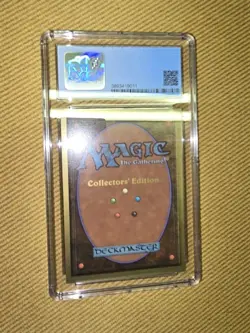 MAGIC
The Gathering
Collectors' Edition
DECKMASTER